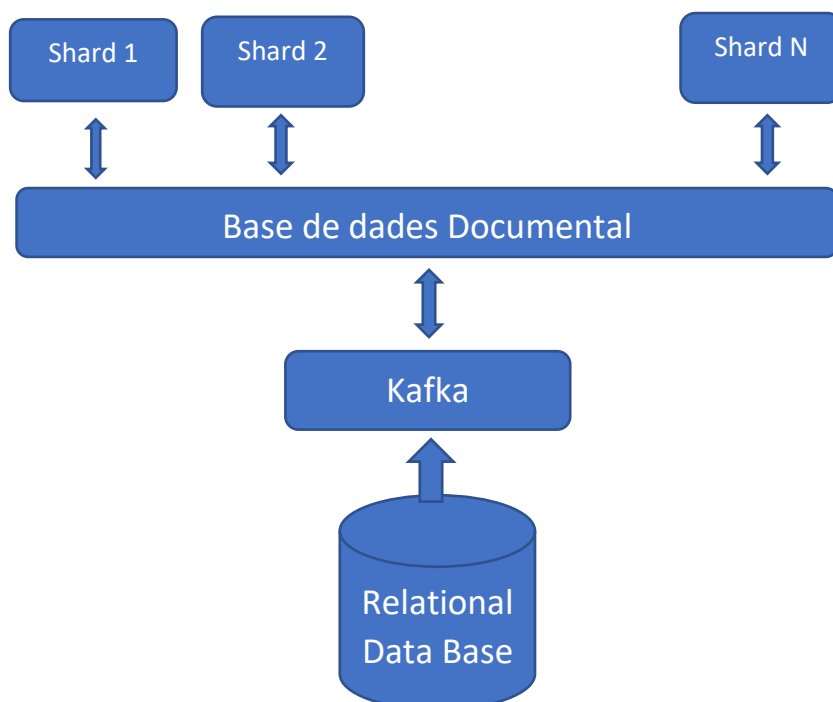 Shard 1
Shard 2
Shard N
Base de dades Documental
Kafka
Relational
Data Base